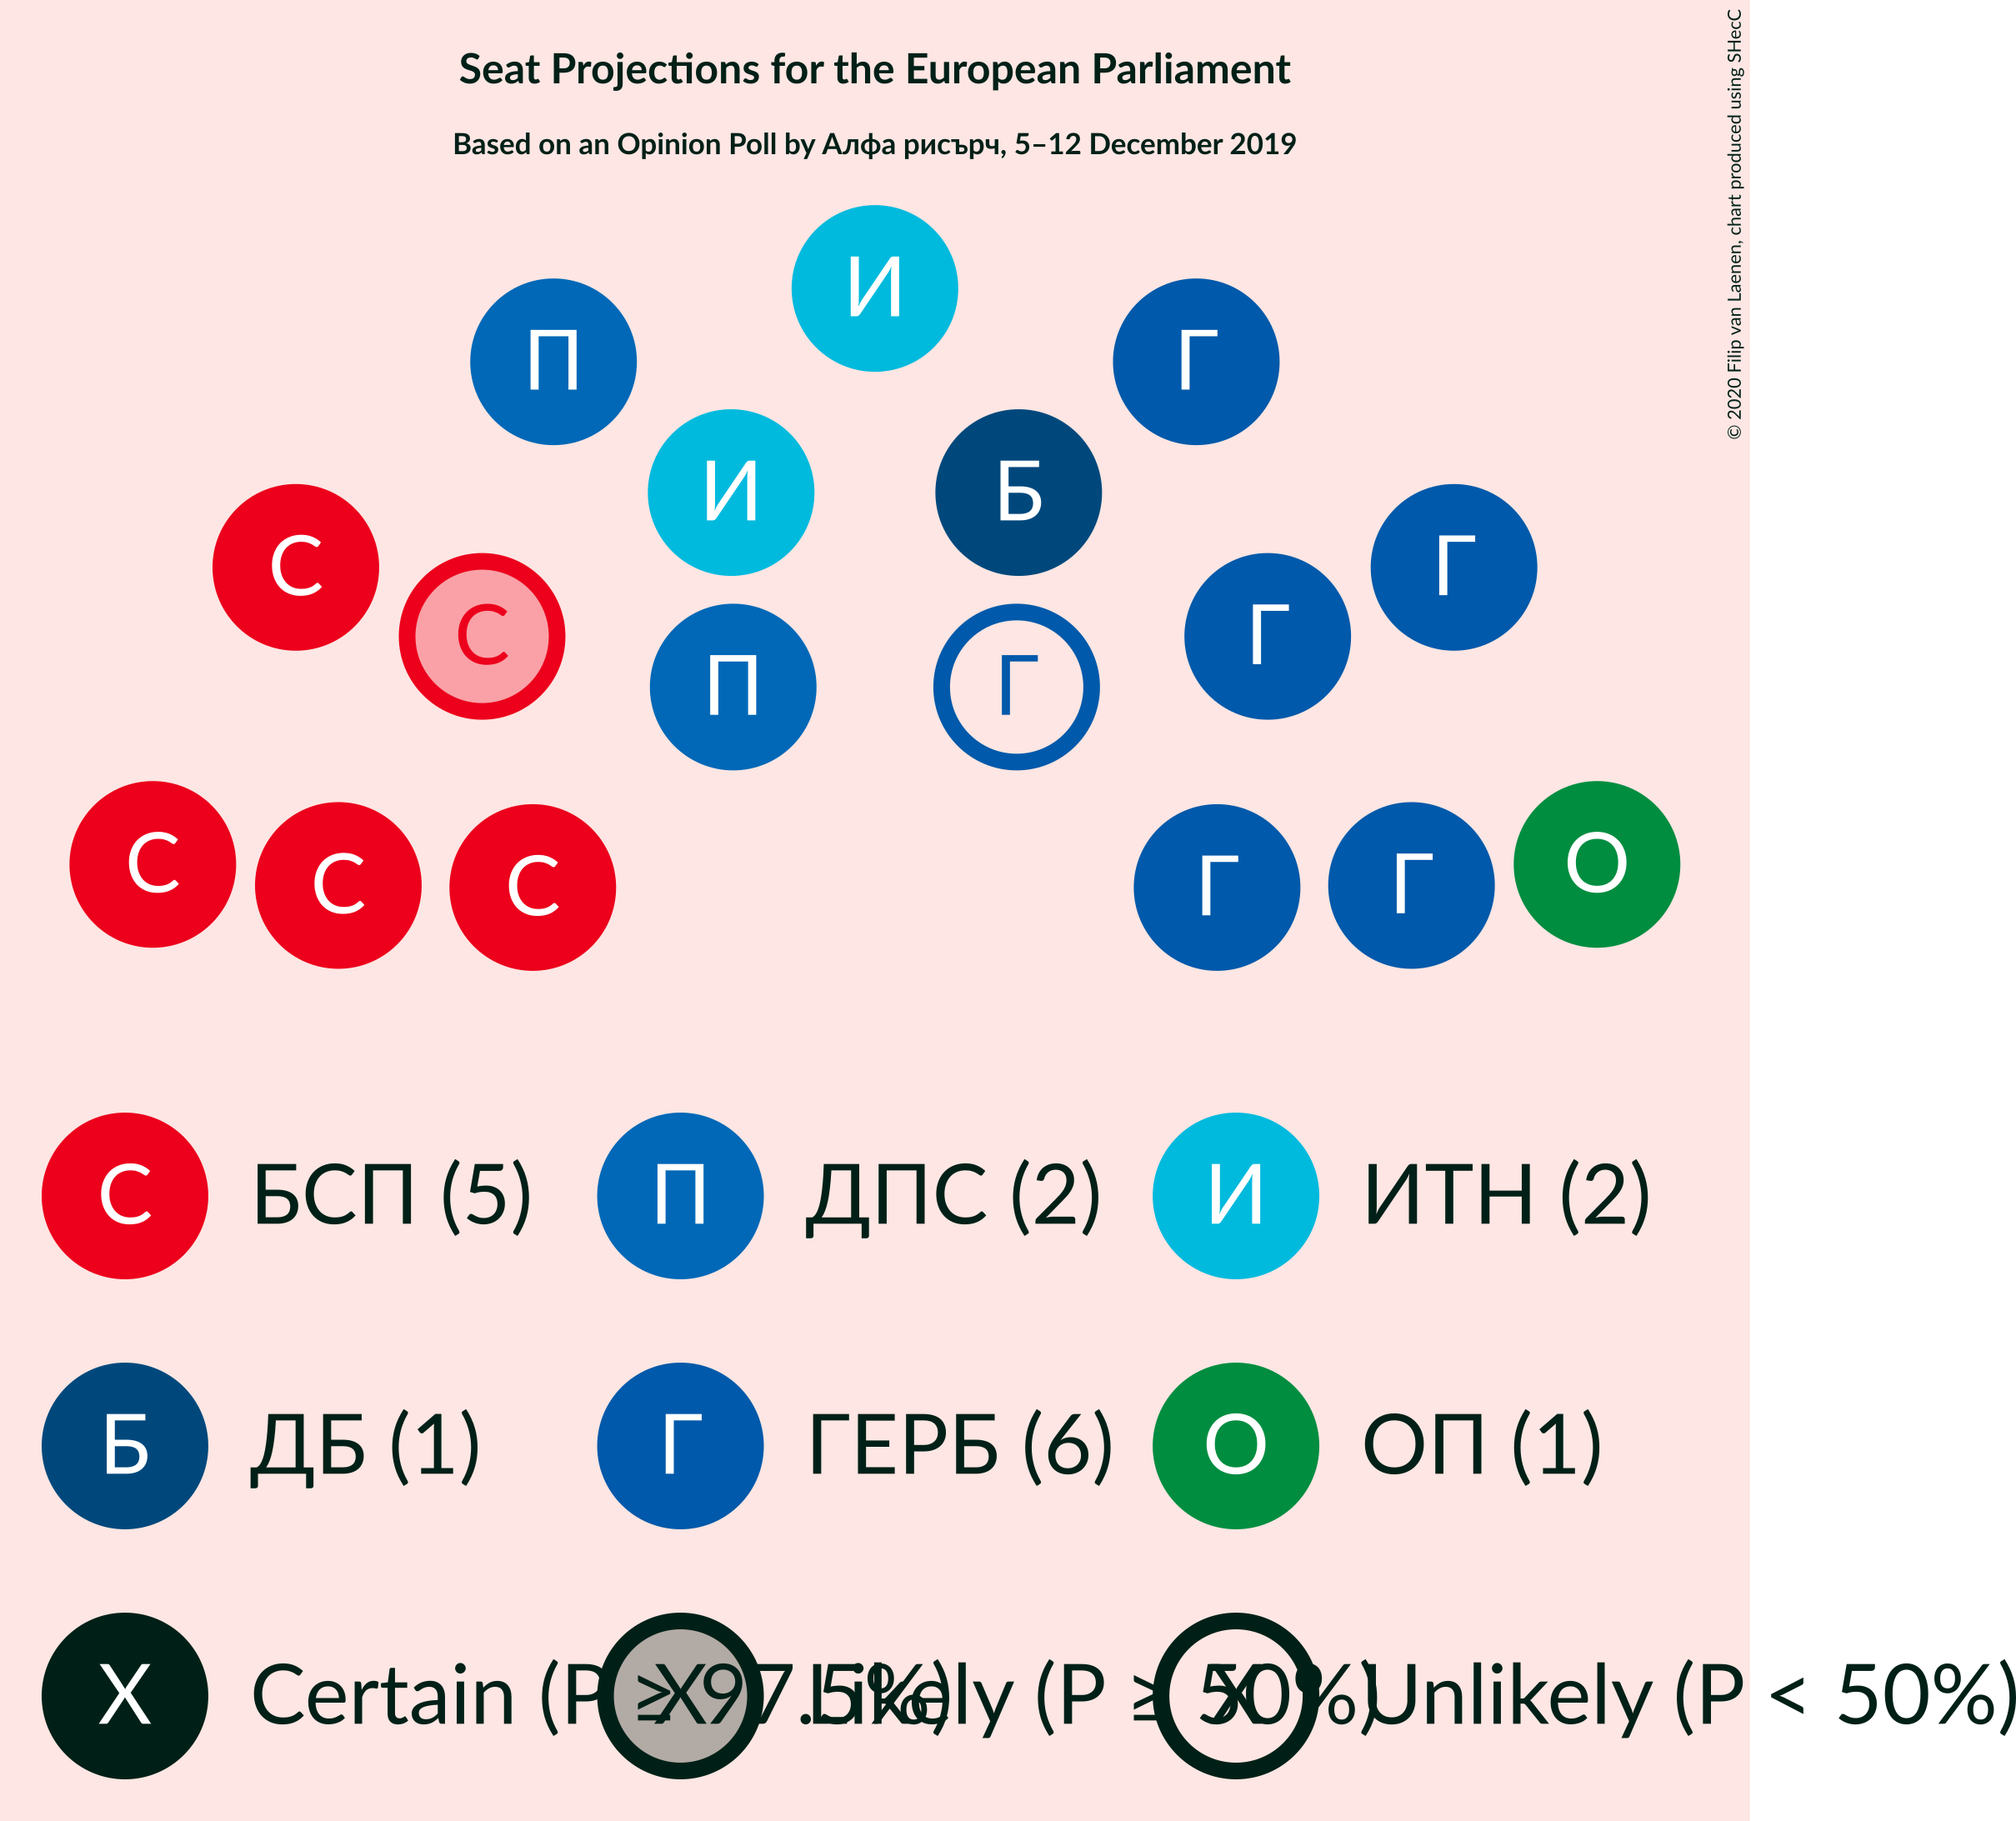 Seat Projections for the European Parliament
Based on an Opinion Poll by Алфа рисърч, 5–12 December 2019
© 2020 Filip van Laenen, chart produced using SHecC
И
П Г
И Б
С Г
С Г
П Г
С О
С Г
С Г
С БСП (5) П ДПС (2) И ИТН (2)
Б ДБ (1) Г ГЕРБ (6) О ОП (1)
X Certain (P ≥ 97.5%) X Likely (P ≥ 50%) X Unlikely (P < 50%)